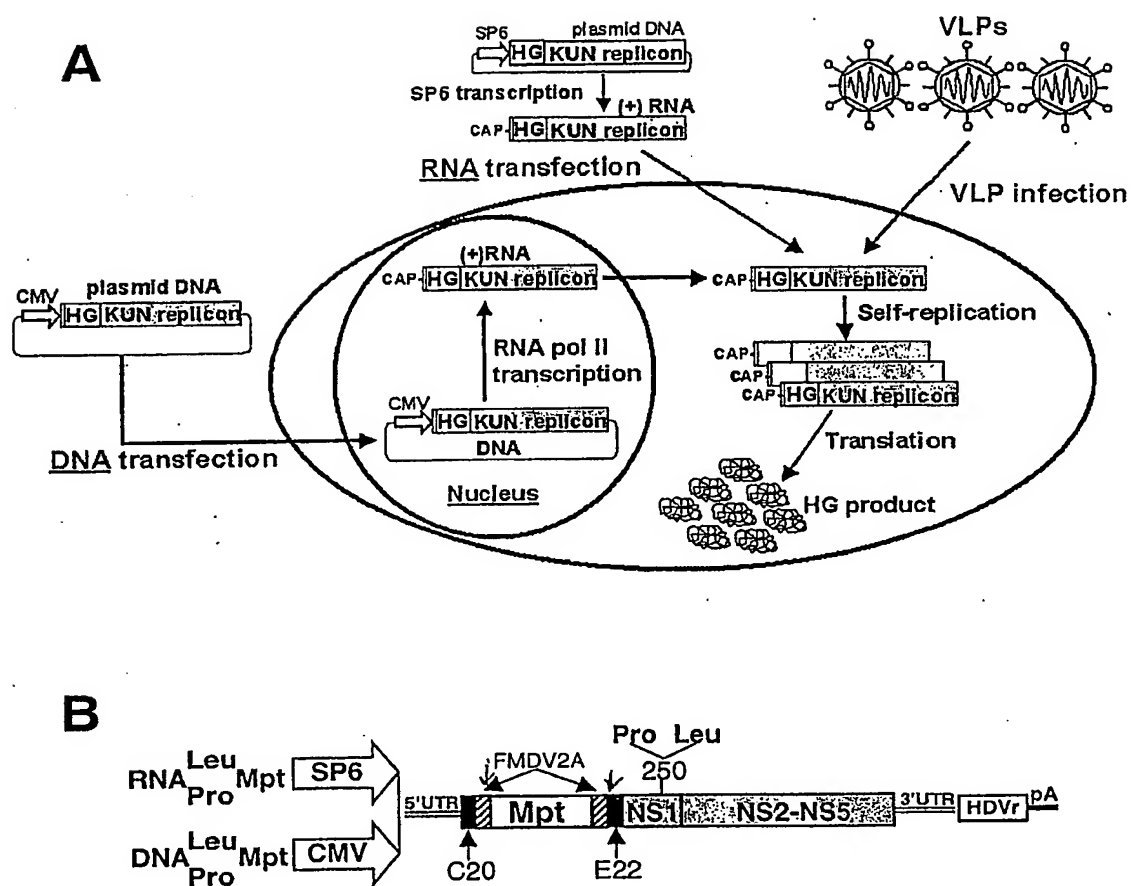 A
SP6 plasmid DNA
HG KUN replicon
SP6 transcription
(+) RNA
CAP- HG KUN replicon
RNA transfection
VLPs
VLP infection
plasmid DNA
CMV
HG KUN replicon
DNA transfection
(+)RNA
CAP- HG KUN replicon
RNA pol II
transcription
CMV
HG KUN replicon
DNA
Nucleus
CAP- HG KUN replicon
Self-replication
CAP-
CAP-
CAP- HG KUN replicon
Translation
HG product
B
RNA Leu Pro Mpt SP6
DNA Leu Pro Mpt CMV
Pro Leu
FMDV2A
250
5'UTR
Mpt
NS1
NS2-NS5
3'UTR
HDVr
pA
C20
E22